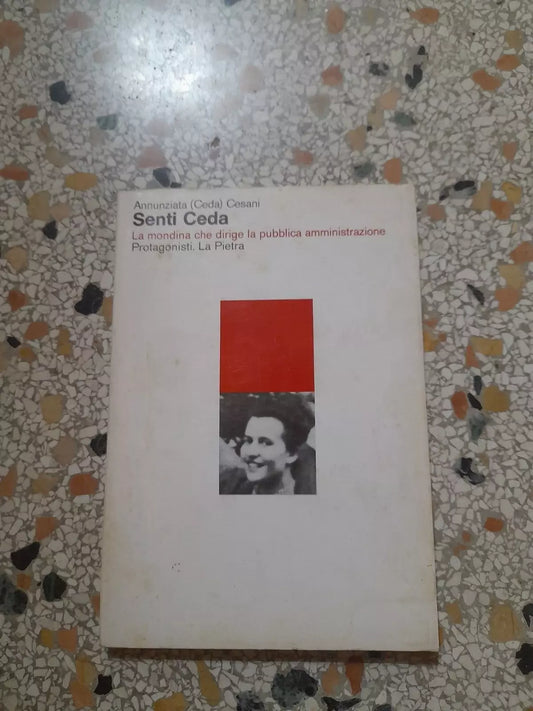 Annunziata (Ceda) Cesani
Senti Ceda
La mondina che dirige la pubblica amministrazione
Protagonisti. La Pietra